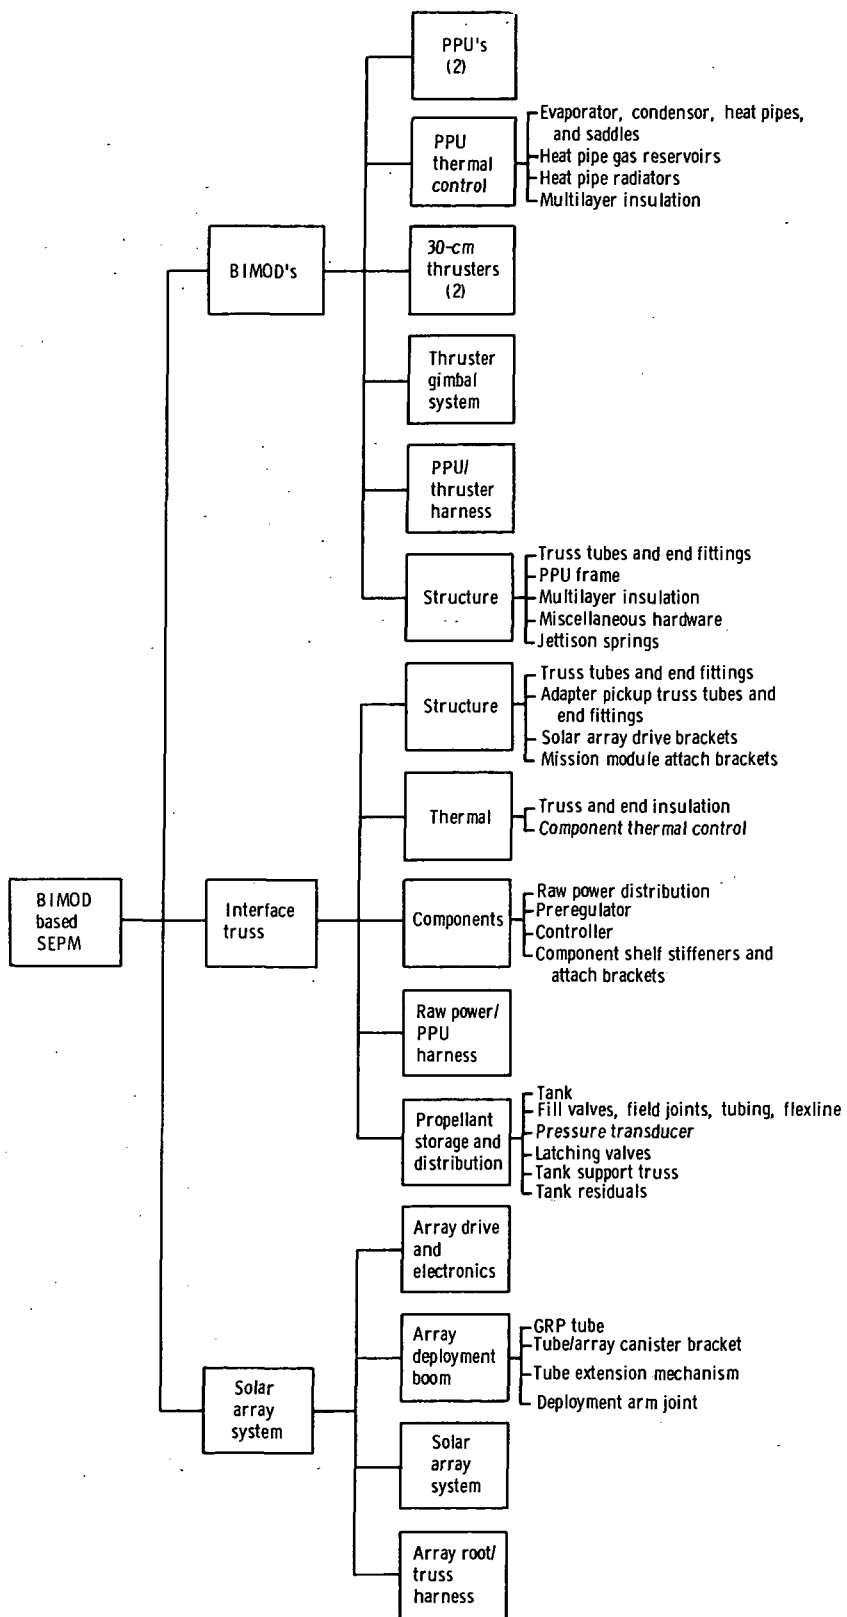 PPU's
(2)
PPU
thermal
control
Evaporator, condensor, heat pipes,
and saddles
Heat pipe gas reservoirs
Heat pipe radiators
Multilayer insulation
BIMOD's
30-cm
thrusters
(2)
Thruster
gimbal
system
PPU/
thruster
harness
Structure
Truss tubes and end fittings
PPU frame
Multilayer insulation
Miscellaneous hardware
Jettison springs
Structure
Truss tubes and end fittings
Adapter pickup truss tubes and
end fittings
Solar array drive brackets
Mission module attach brackets
Thermal
Truss and end insulation
Component thermal control
BIMOD
based
SEPM
Interface
truss
Components
Raw power distribution
Preregulator
Controller
Component shelf stiffeners and
attach brackets
Raw power/
PPU
harness
Propellant
storage and
distribution
Tank
Fill valves, field joints, tubing, flexline
Pressure transducer
Latching valves
Tank support truss
Tank residuals
Array drive
and
electronics
Array
deployment
boom
GRP tube
Tube/array canister bracket
Tube extension mechanism
Deployment arm joint
Solar
array
system
Solar
array
system
Array root/
truss
harness